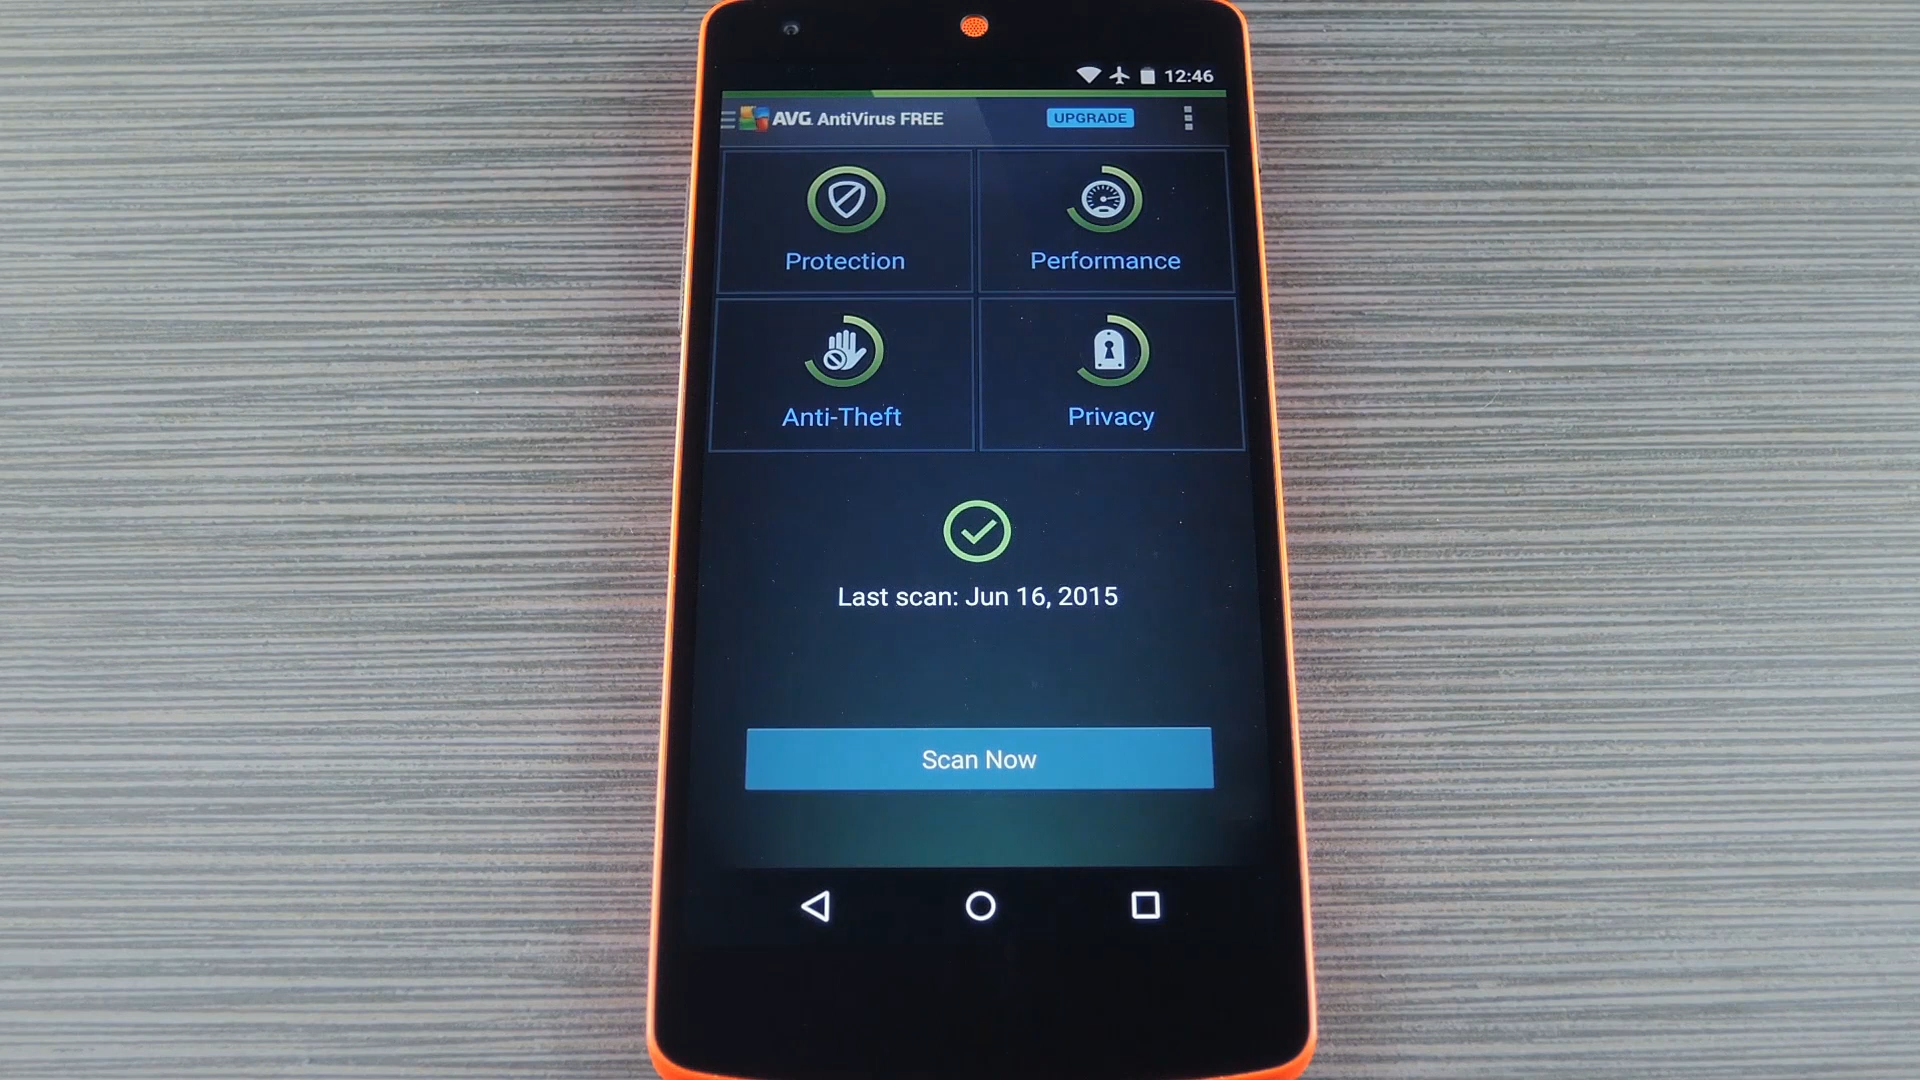 12:46
AVG AntiVirus FREE UPGRADE
Protection Performance
Anti-Theft Privacy
Last scan: Jun 16, 2015
Scan Now